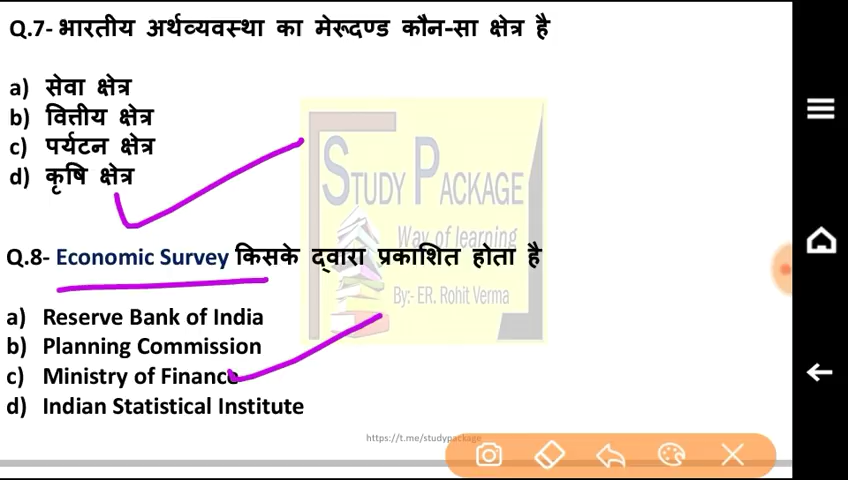 Q.7- भारतीय अर्थव्यवस्था का मेरूदण्ड कौन-सा क्षेत्र है
a) सेवा क्षेत्र
b) वित्तीय क्षेत्र
c) पर्यटन क्षेत्र
d) कृषि क्षेत्र
STUDY PACKAGE
Way of learning
By:- ER. Rohit Verma
Q.8- Economic Survey किसके द्वारा प्रकाशित होता है
a) Reserve Bank of India
b) Planning Commission
c) Ministry of Finance
d) Indian Statistical Institute
https://t.me/studypackage